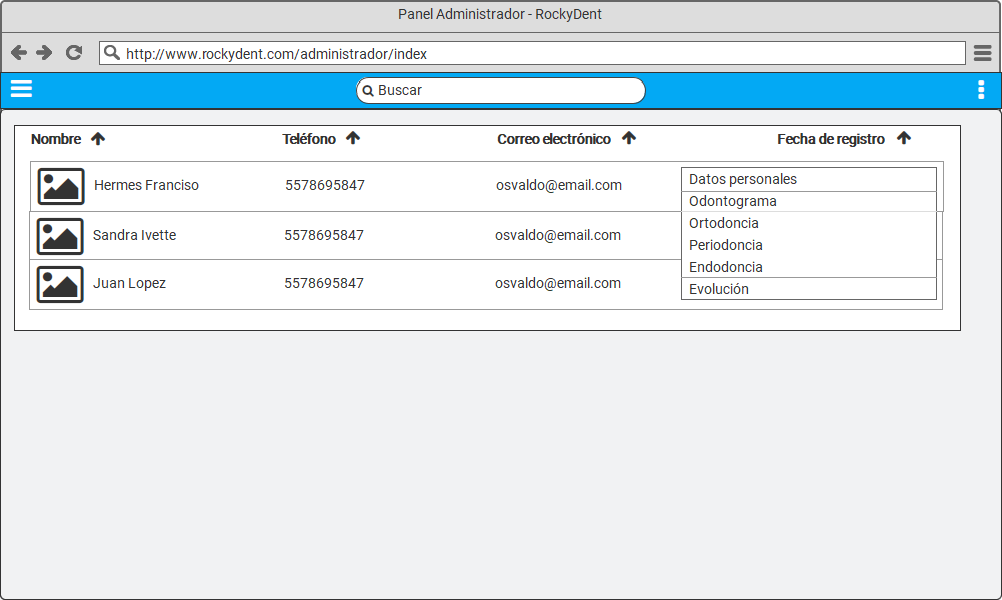 Panel Administrador - RockyDent
http://www.rockydent.com/administrador/index
Buscar
Nombre Teléfono Correo electrónico Fecha de registro
Hermes Franciso 5578695847 osvaldo@email.com
Sandra Ivette 5578695847 osvaldo@email.com
Juan Lopez 5578695847 osvaldo@email.com
Datos personales
Odontograma
Ortodoncia
Periodoncia
Endodoncia
Evolución